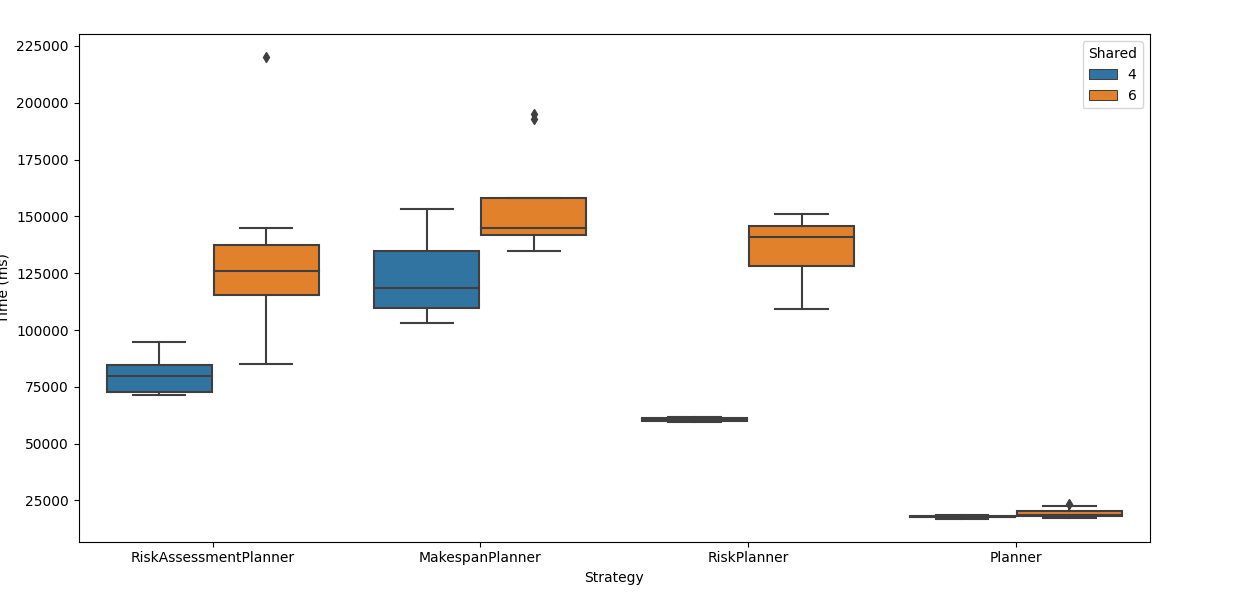 225000
200000
175000
150000
125000
100000
75000
50000
25000
Time (ms)
Shared
4
6
RiskAssessmentPlanner
MakespanPlanner
RiskPlanner
Planner
Strategy